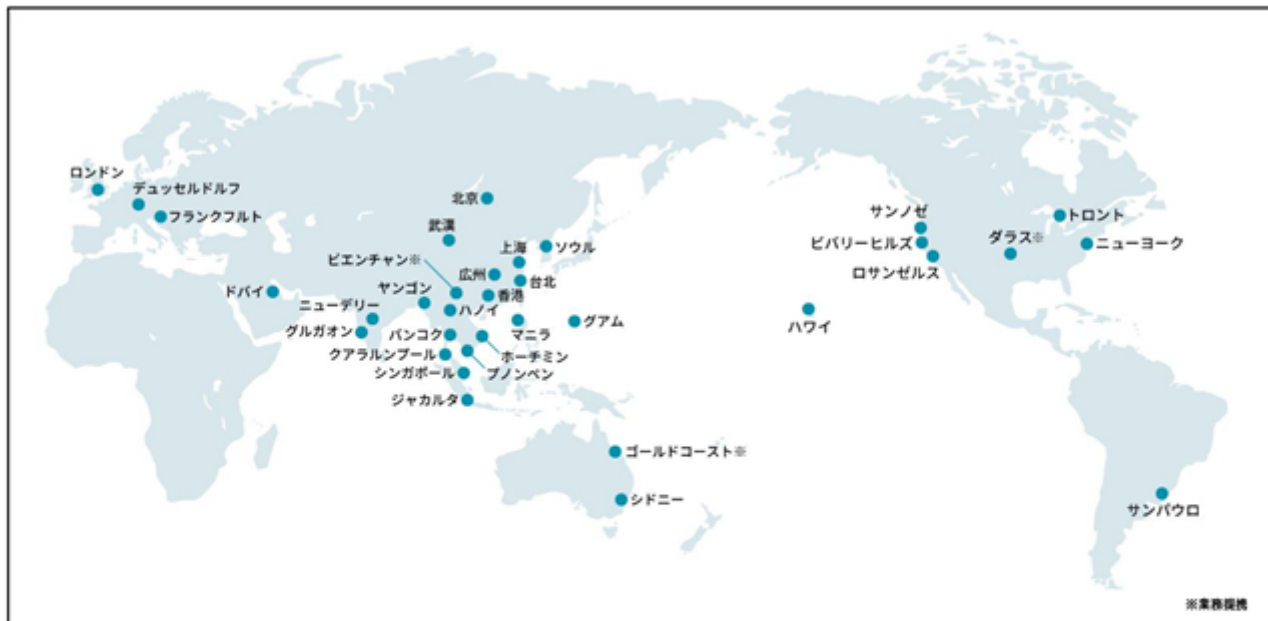 ロンドン
デュッセルドルフ
フランクフルト
北京
武漢
ビエンチャン※
ヤンゴン
上海
ソウル
広州
台北
香港
ハノイ
ドバイ
ニューデリー
グルガオン
バンコク
マニラ
グアム
クアラルンプール
ホーチミン
シンガポール
プノンペン
ジャカルタ
ゴールドコースト※
シドニー
サンノゼ
ビバリーヒルズ
ロサンゼルス
ダラス※
トロント
ニューヨーク
ハワイ
サンパウロ
※業務提携